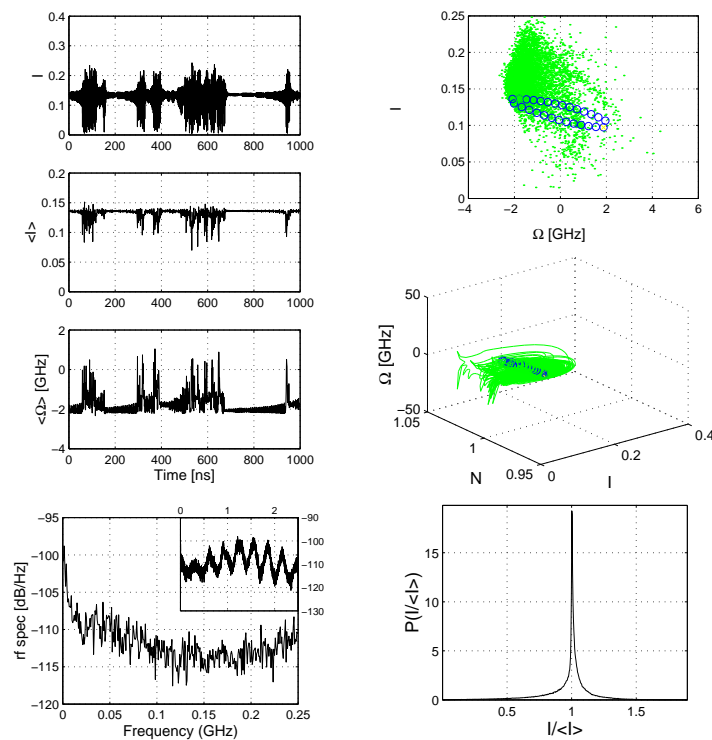 0.4
0.3
0.2
0.1
0
I
0 200 400 600 800 1000
0.2
0.15
0.1
0.05
0
<I>
0 200 400 600 800 1000
2
0
−2
−4
<Ω> [GHz]
0 200 400 600 800 1000
Time [ns]
0.25
0.2
0.15
0.1
0.05
0
I
−4 −2 0 2 4 6
Ω [GHz]
50
0
−50
Ω [GHz]
1.05
1
0.95
N
0
0.2
0.4
I
−95
−100
−105
−110
−115
−120
rf spec [dB/Hz]
0 0.05 0.1 0.15 0.2 0.25
Frequency (GHz)
0 1 2
−90
−100
−110
−120
−130
15
10
5
0
P(I/<I>)
0.5 1 1.5
I/<I>